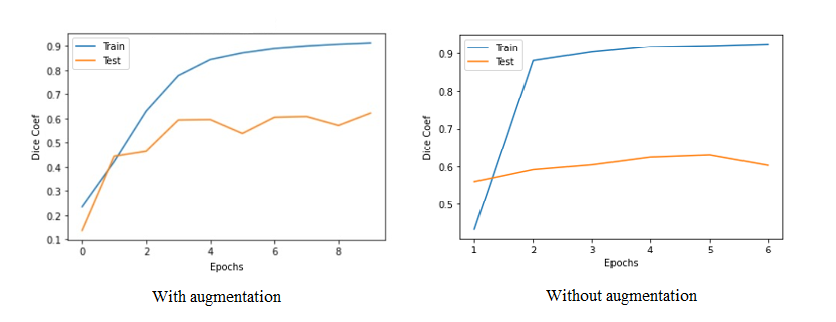 Train
Test
0.9
0.8
0.7
0.6
0.5
0.4
0.3
0.2
0.1
Dice Coef
0 2 4 6 8
Epochs
With augmentation
Train
Test
0.9
0.8
0.7
0.6
0.5
Dice Coef
1 2 3 4 5 6
Epochs
Without augmentation